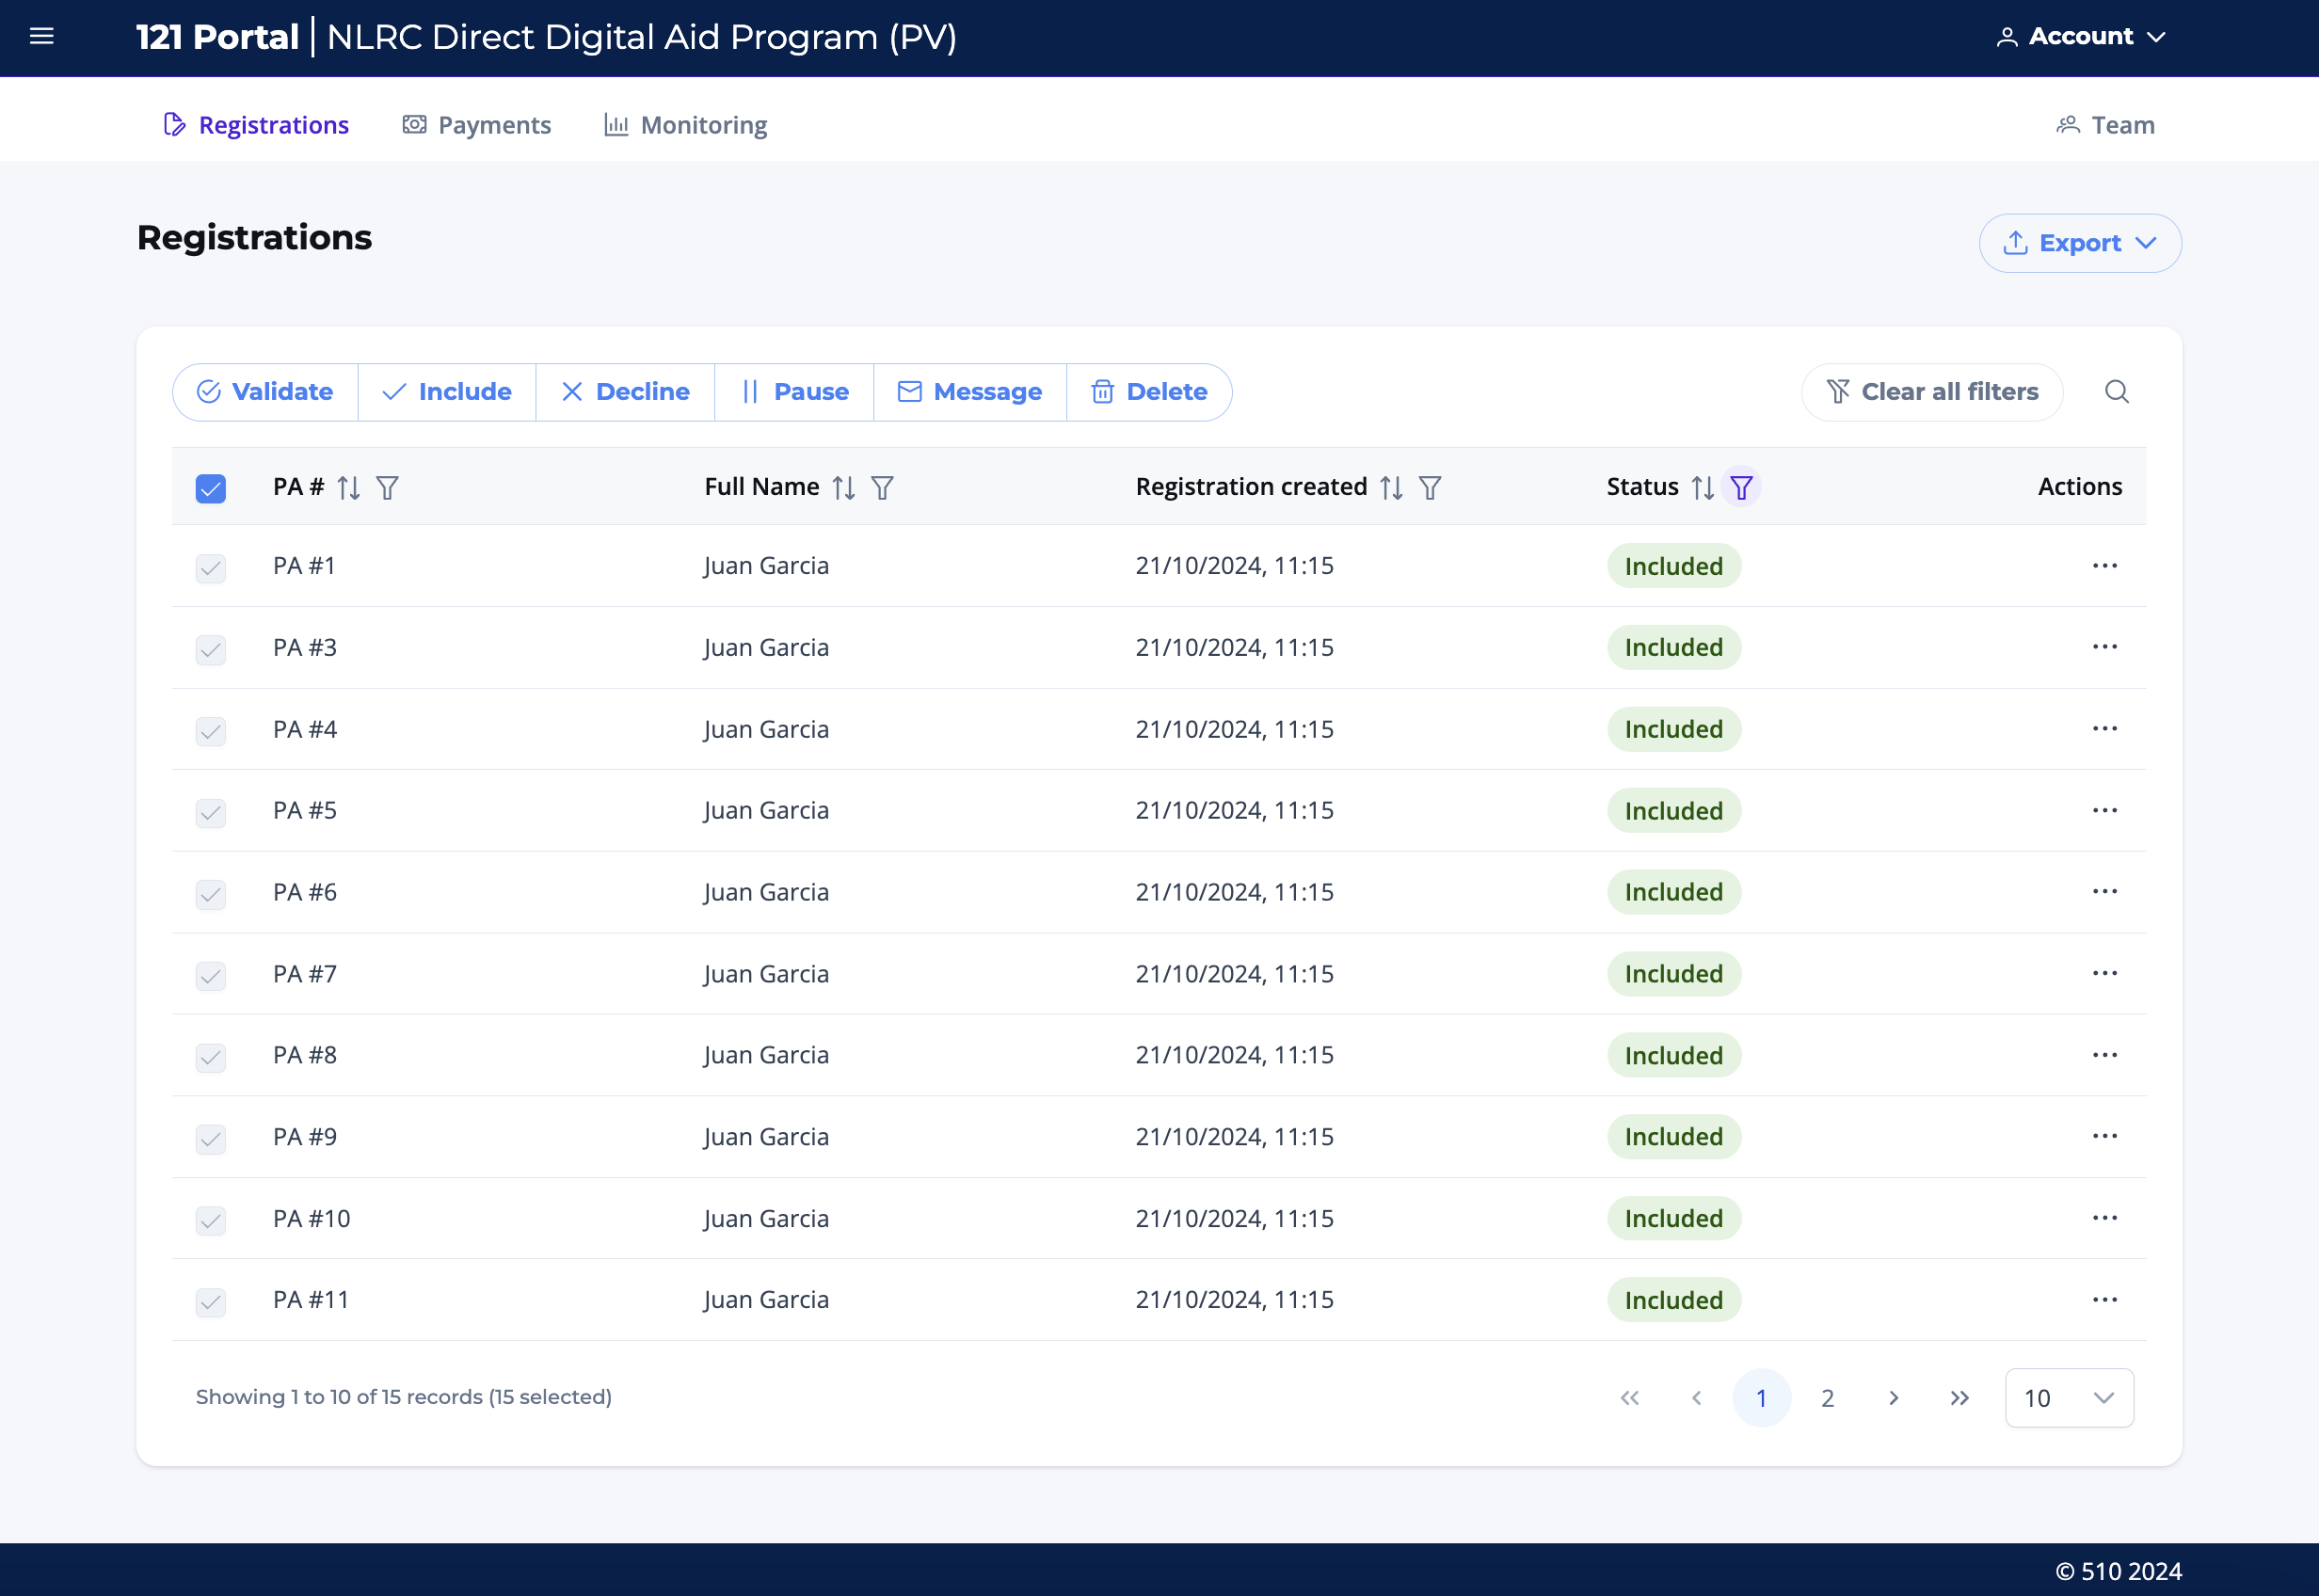 121 Portal | NLRC Direct Digital Aid Program (PV)
Account
Registrations
Payments
Monitoring
Team
Registrations
Export
Validate
Include
Decline
Pause
Message
Delete
Clear all filters
PA # Full Name Registration created Status Actions
PA #1 Juan Garcia 21/10/2024, 11:15 Included
PA #3 Juan Garcia 21/10/2024, 11:15 Included
PA #4 Juan Garcia 21/10/2024, 11:15 Included
PA #5 Juan Garcia 21/10/2024, 11:15 Included
PA #6 Juan Garcia 21/10/2024, 11:15 Included
PA #7 Juan Garcia 21/10/2024, 11:15 Included
PA #8 Juan Garcia 21/10/2024, 11:15 Included
PA #9 Juan Garcia 21/10/2024, 11:15 Included
PA #10 Juan Garcia 21/10/2024, 11:15 Included
PA #11 Juan Garcia 21/10/2024, 11:15 Included
Showing 1 to 10 of 15 records (15 selected)
1 2
10
© 510 2024